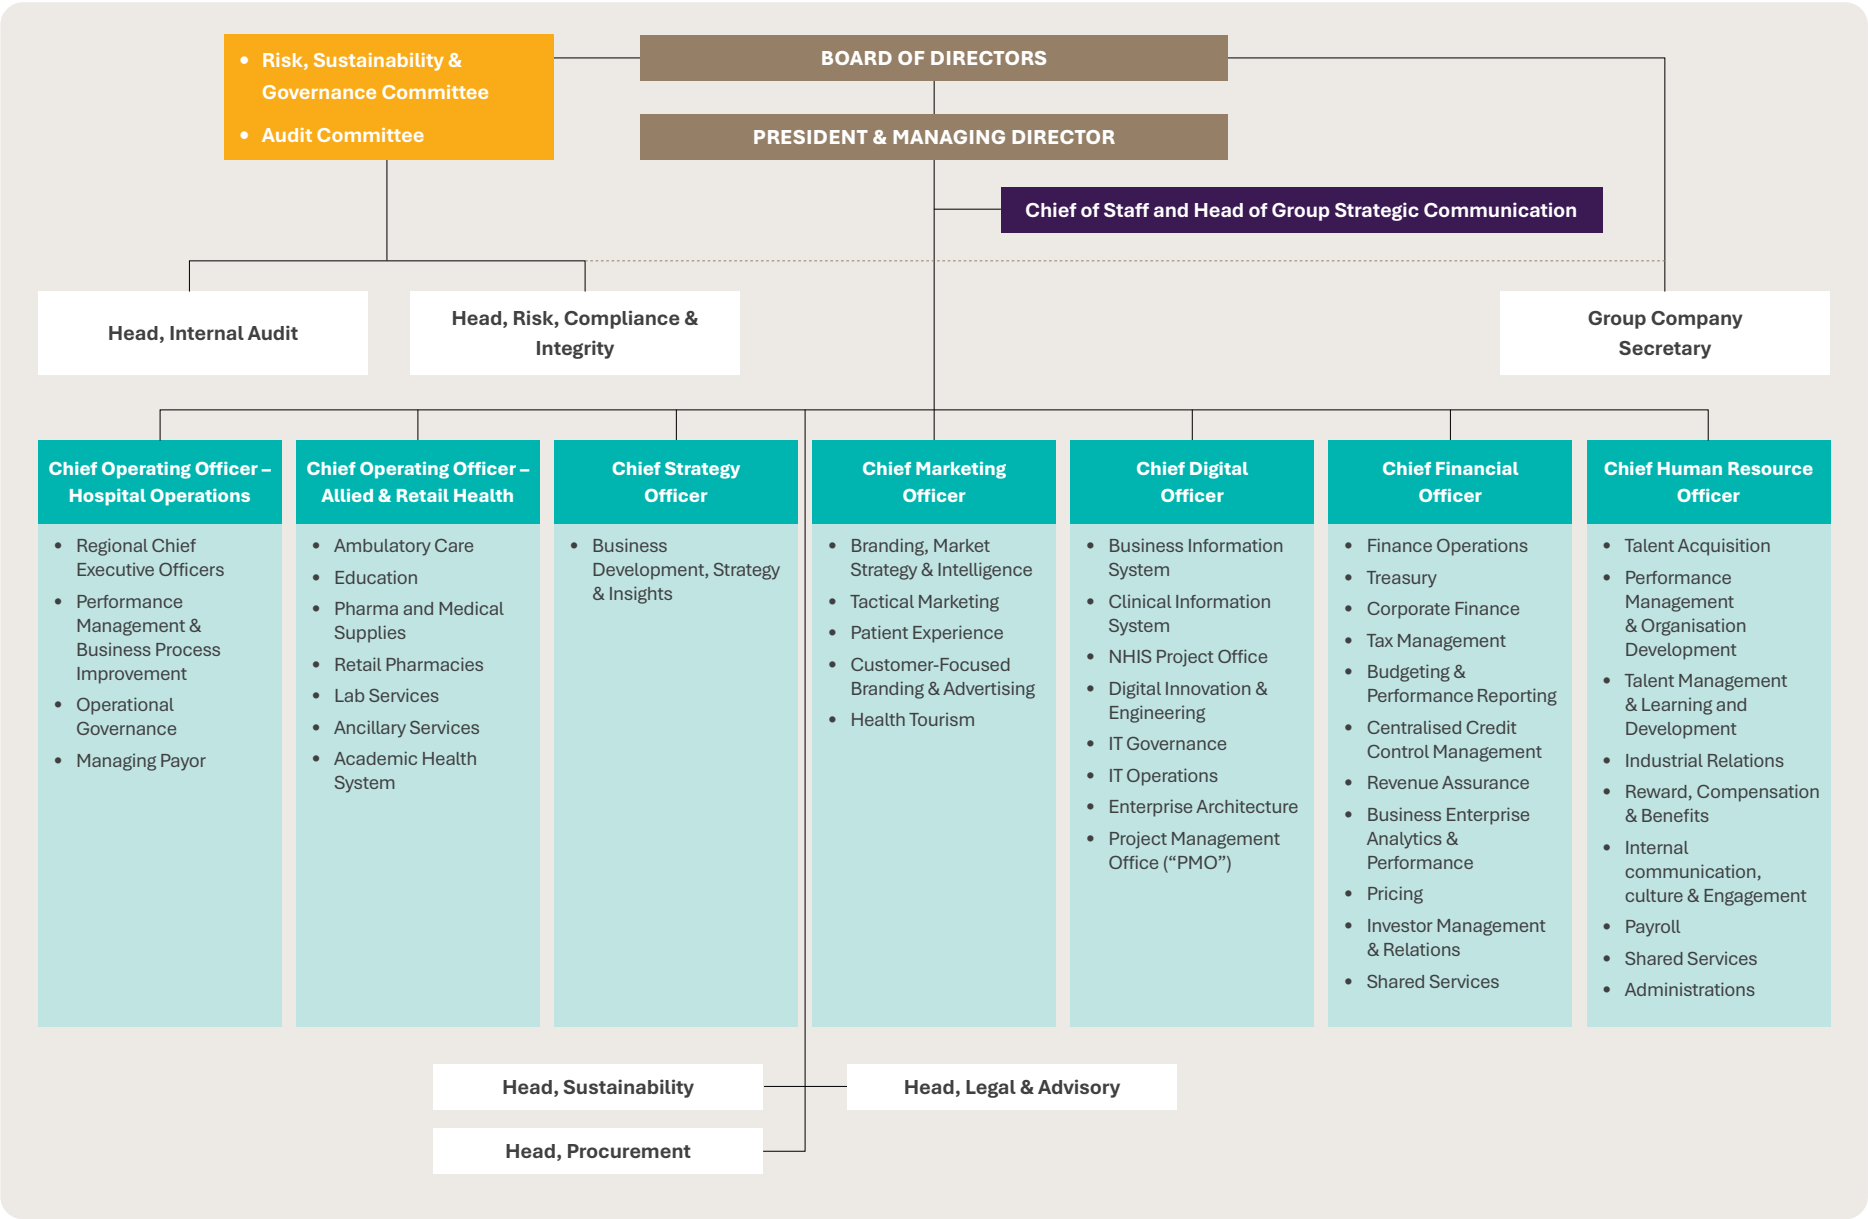 • Risk, Sustainability &
Governance Committee
• Audit Committee
BOARD OF DIRECTORS
PRESIDENT & MANAGING DIRECTOR
Chief of Staff and Head of Group Strategic Communication
Head, Internal Audit
Head, Risk, Compliance &
Integrity
Group Company
Secretary
Chief Operating Officer –
Hospital Operations
• Regional Chief
Executive Officers
• Performance
Management &
Business Process
Improvement
• Operational
Governance
• Managing Payor
Chief Operating Officer –
Allied & Retail Health
• Ambulatory Care
• Education
• Pharma and Medical
Supplies
• Retail Pharmacies
• Lab Services
• Ancillary Services
• Academic Health
System
Chief Strategy
Officer
• Business
Development, Strategy
& Insights
Chief Marketing
Officer
• Branding, Market
Strategy & Intelligence
• Tactical Marketing
• Patient Experience
• Customer-Focused
Branding & Advertising
• Health Tourism
Chief Digital
Officer
• Business Information
System
• Clinical Information
System
• NHIS Project Office
• Digital Innovation &
Engineering
• IT Governance
• IT Operations
• Enterprise Architecture
• Project Management
Office (“PMO”)
Chief Financial
Officer
• Finance Operations
• Treasury
• Corporate Finance
• Tax Management
• Budgeting &
Performance Reporting
• Centralised Credit
Control Management
• Revenue Assurance
• Business Enterprise
Analytics &
Performance
• Pricing
• Investor Management
& Relations
• Shared Services
Chief Human Resource
Officer
• Talent Acquisition
• Performance
Management
& Organisation
Development
• Talent Management
& Learning and
Development
• Industrial Relations
• Reward, Compensation
& Benefits
• Internal
communication,
culture & Engagement
• Payroll
• Shared Services
• Administrations
Head, Sustainability
Head, Legal & Advisory
Head, Procurement